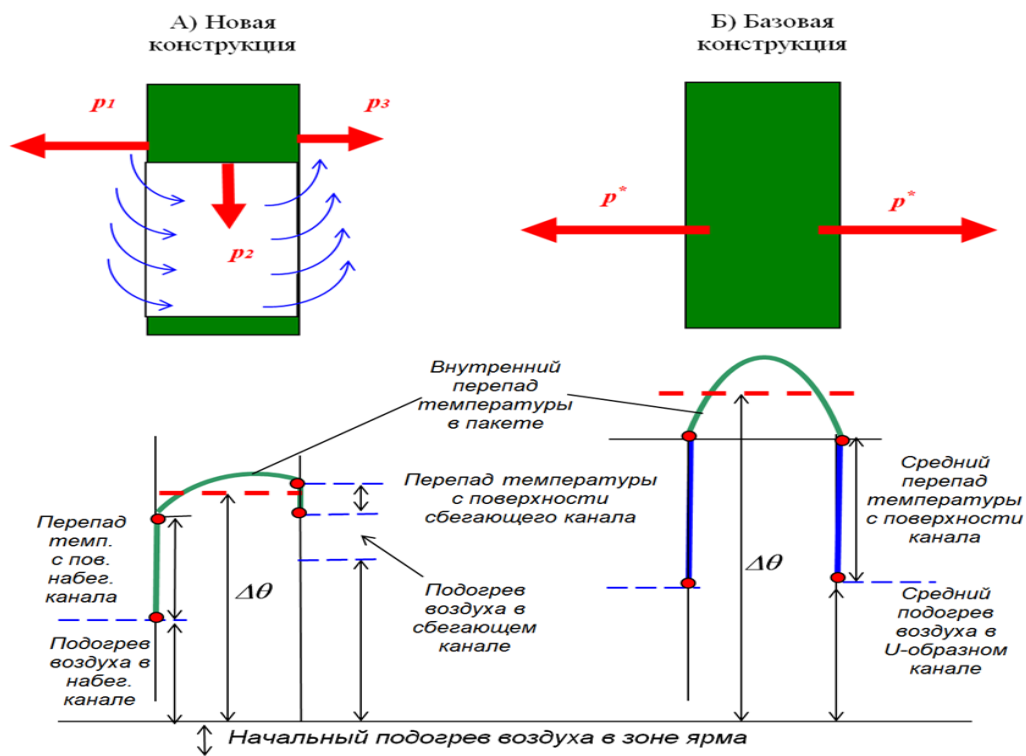 А) Новая
конструкция
Б) Базовая
конструкция
p1
p3
p2
p*
p*
Внутренний
перепад
температуры
в пакете
Перепад
темп.
с пов.
набег.
канала
Перепад температуры
с поверхности
сбегающего канала
Средний
перепад
температуры
с поверхности
канала
Δθ
Δθ
Подогрев
воздуха в
набег.
канале
Подогрев
воздуха в
сбегающем
канале
Средний
подогрев
воздуха в
U-образном
канале
Начальный подогрев воздуха в зоне ярма